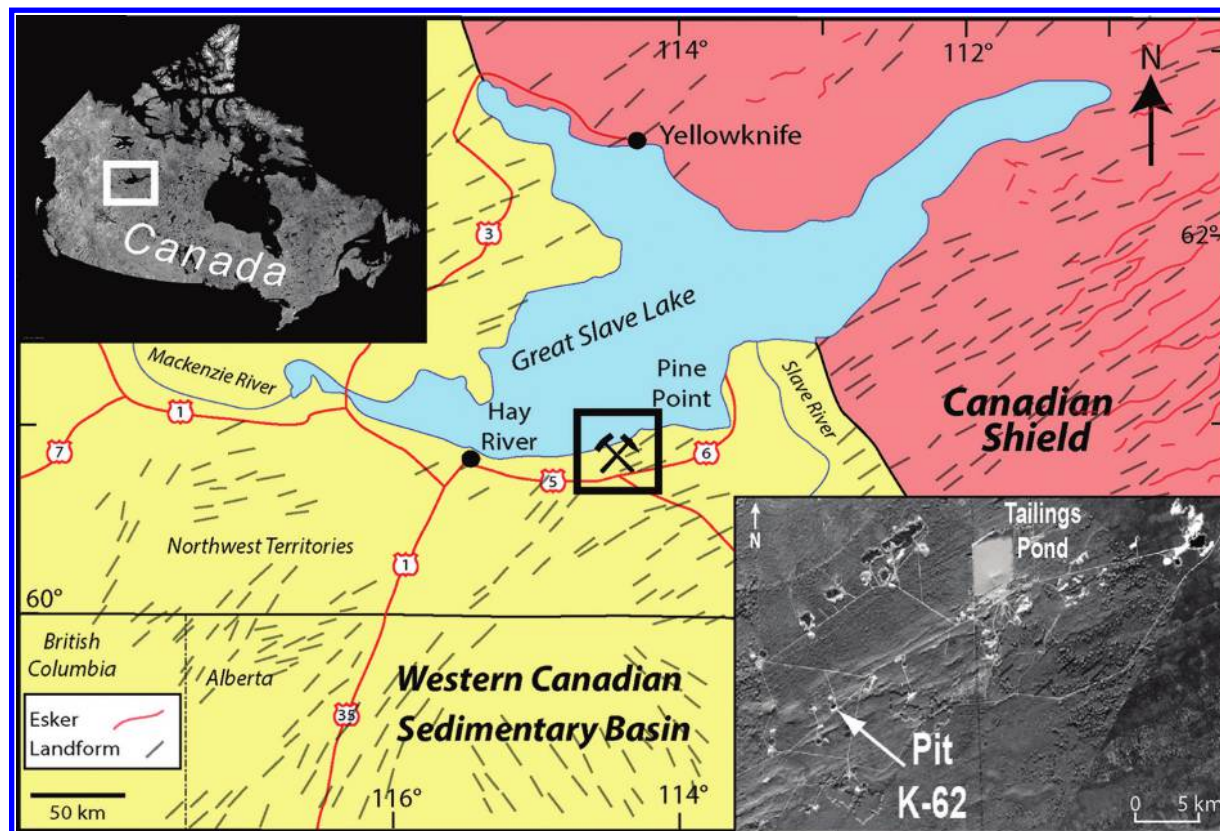 Canada
114°
112°
N
Yellowknife
62°
3
Great Slave Lake
Mackenzie River
Pine
Point
Slave River
Hay
River
Canadian
Shield
1
7
5
6
Northwest Territories
1
60°
British
Columbia
Alberta
Western Canadian
Sedimentary Basin
35
Esker
Landform
50 km
116°
114°
N
Tailings
Pond
Pit
K-62
0 5 km